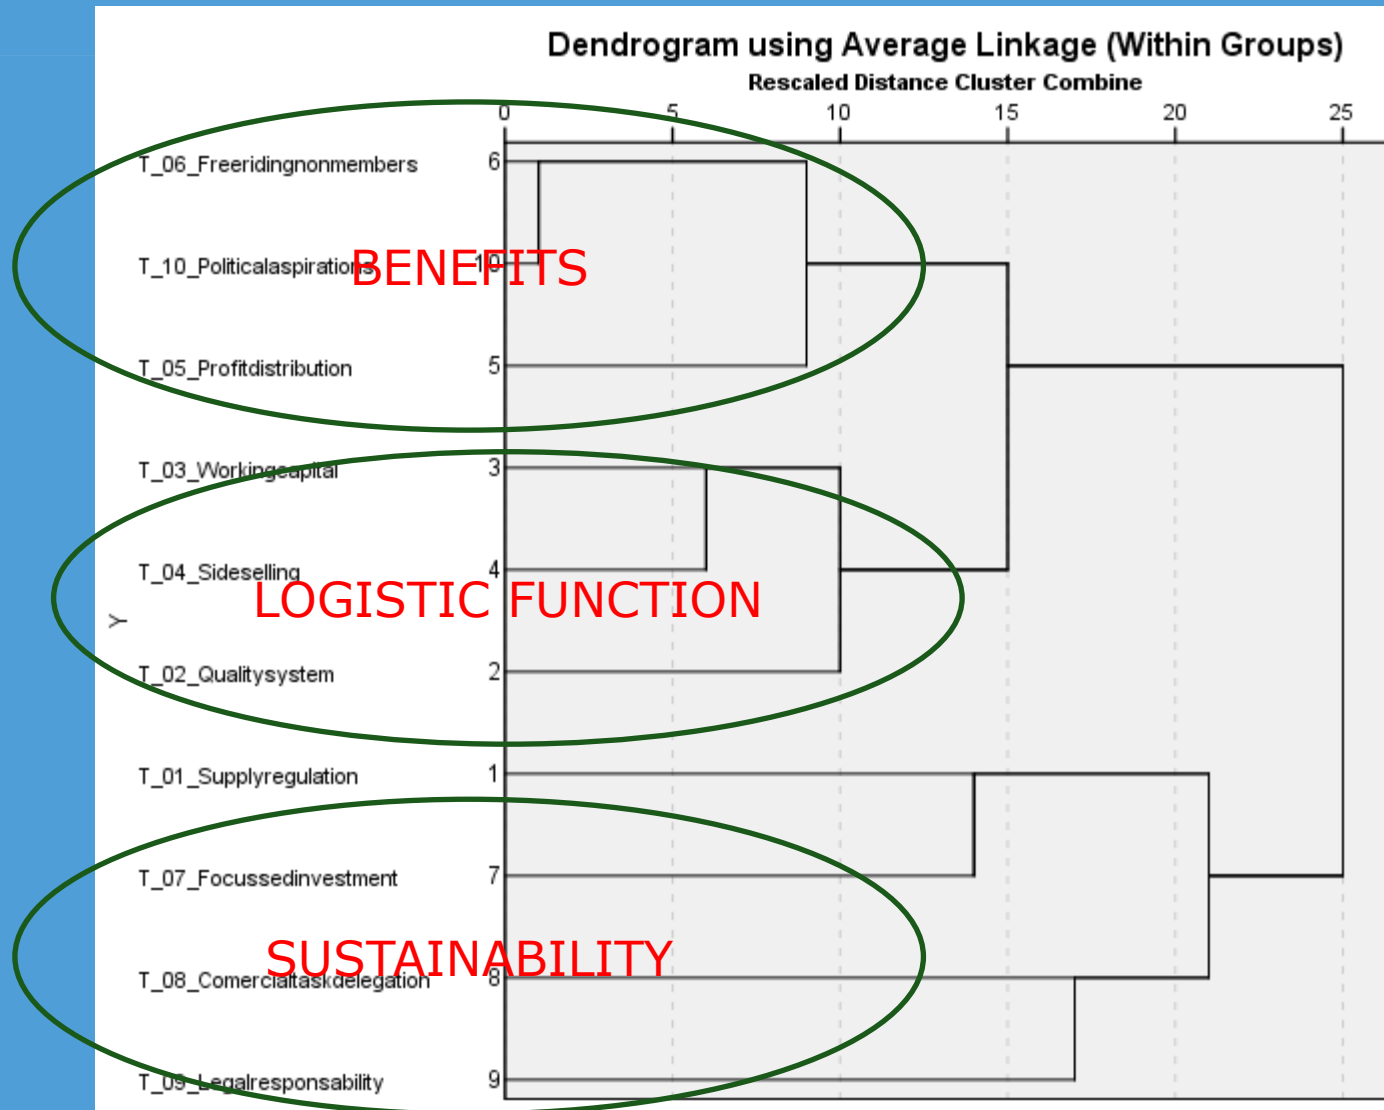 Dendrogram using Average Linkage (Within Groups)
Rescaled Distance Cluster Combine
0 5 10 15 20 25
T_06_Freeridingnonmembers 6
T_10_Politicalaspirations 10
BENEFITS
T_05_Profitdistribution 5
T_03_Workingcapital 3
T_04_Sideselling 4
LOGISTIC FUNCTION
Y
T_02_Qualitysystem 2
T_01_Supplyregulation 1
T_07_Focussedinvestment 7
SUSTAINABILITY
T_08_Comercialtaskdelegation 8
T_09_Legalresponsability 9